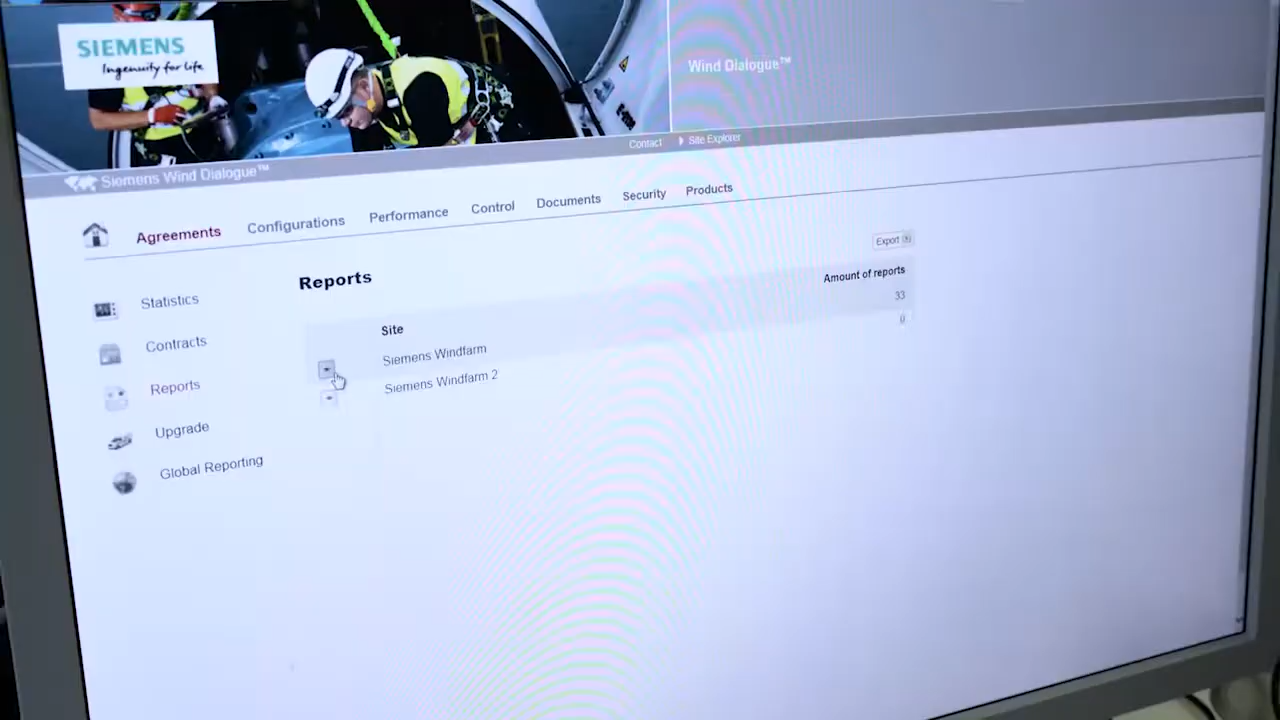 SIEMENS
Ingenuity for life
Wind Dialogue™
Contact Site Explorer
Siemens Wind Dialogue™
Agreements Configurations Performance Control Documents Security Products
Export
Reports
Site Amount of reports
Siemens Windfarm 33
Siemens Windfarm 2 0
Statistics
Contracts
Reports
Upgrade
Global Reporting